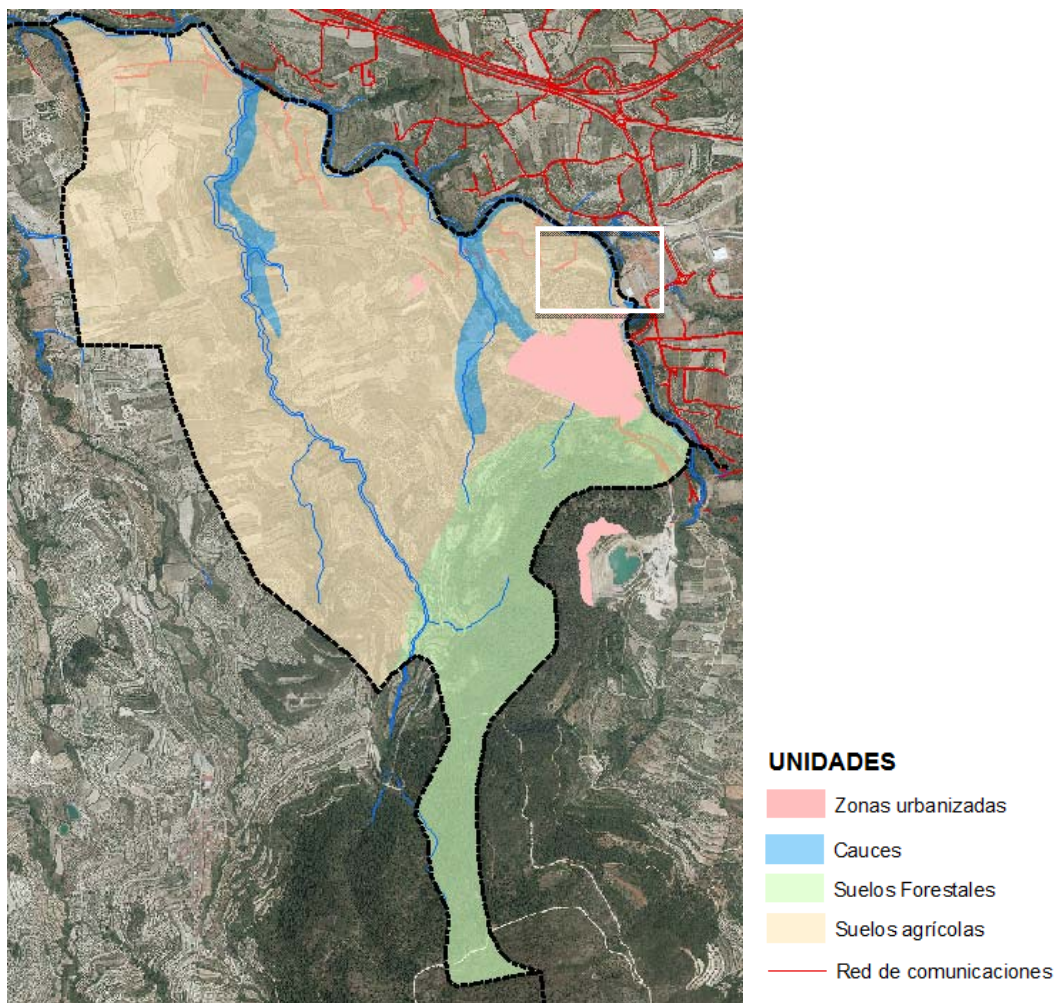 UNIDADES
Zonas urbanizadas
Cauces
Suelos Forestales
Suelos agrícolas
Red de comunicaciones